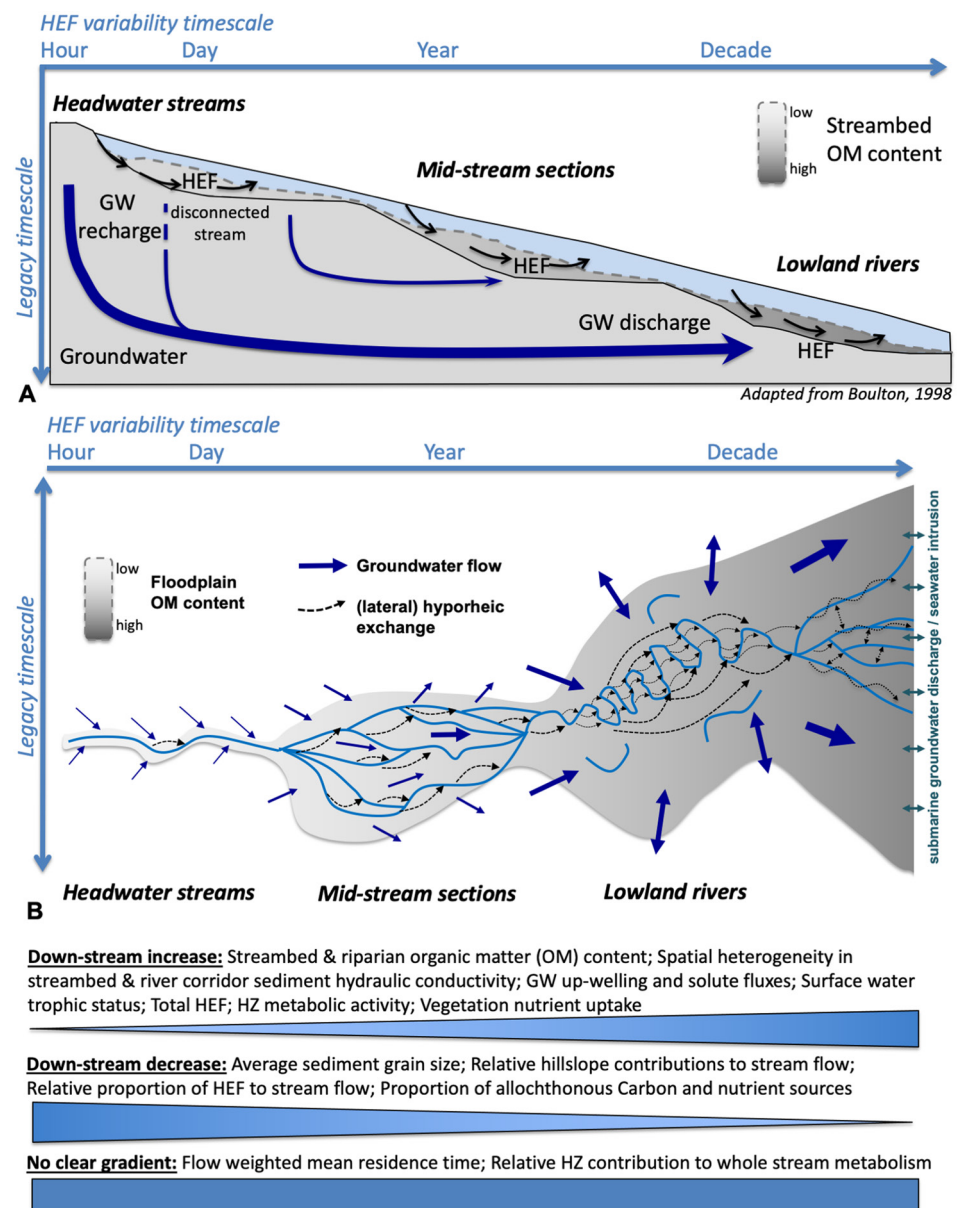 HEF variability timescale
Hour Day Year Decade
Headwater streams
low
Streambed
OM content
high
Mid-stream sections
HEF
GW
recharge
disconnected
stream
HEF
Lowland rivers
Legacy timescale
GW discharge
HEF
Groundwater
A
Adapted from Boulton, 1998
HEF variability timescale
Hour Day Year Decade
low
Floodplain
OM content
high
Groundwater flow
(lateral) hyporheic
exchange
Legacy timescale
submarine groundwater discharge / seawater intrusion
Headwater streams
Mid-stream sections
Lowland rivers
B
Down-stream increase: Streambed & riparian organic matter (OM) content; Spatial heterogeneity in
streambed & river corridor sediment hydraulic conductivity; GW up-welling and solute fluxes; Surface water
trophic status; Total HEF; HZ metabolic activity; Vegetation nutrient uptake
Down-stream decrease: Average sediment grain size; Relative hillslope contributions to stream flow;
Relative proportion of HEF to stream flow; Proportion of allochthonous Carbon and nutrient sources
No clear gradient: Flow weighted mean residence time; Relative HZ contribution to whole stream metabolism